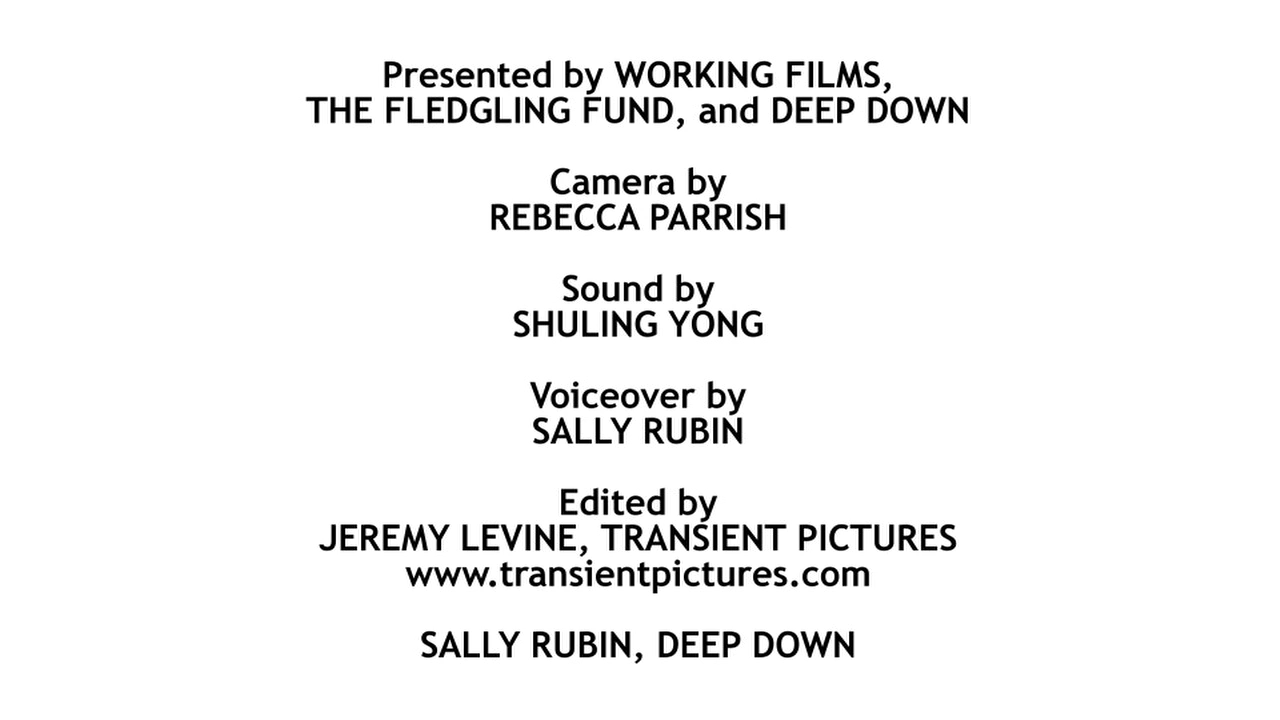 Presented by WORKING FILMS,
THE FLEDGLING FUND, and DEEP DOWN
Camera by
REBECCA PARRISH
Sound by
SHULING YONG
Voiceover by
SALLY RUBIN
Edited by
JEREMY LEVINE, TRANSIENT PICTURES
www.transientpictures.com
SALLY RUBIN, DEEP DOWN